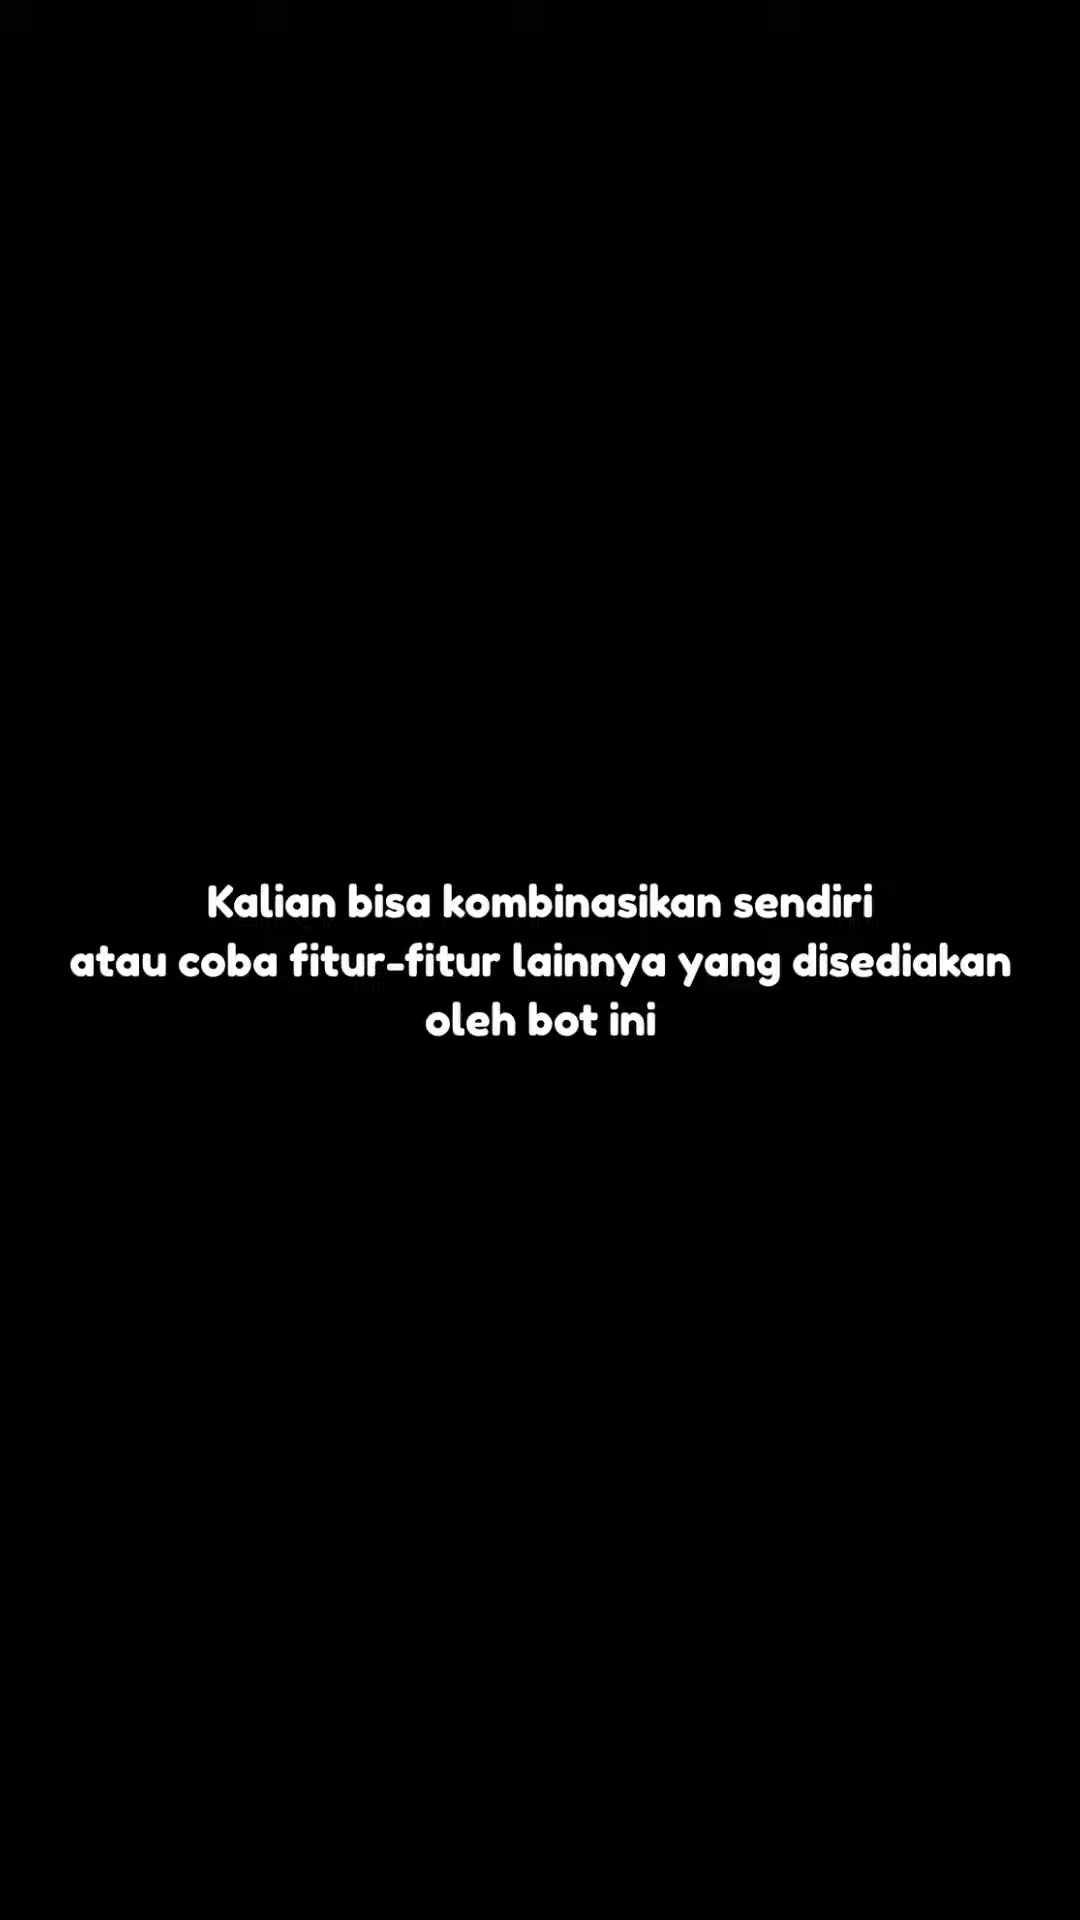 Kalian bisa kombinasikan sendiri
atau coba fitur-fitur lainnya yang disediakan
oleh bot ini